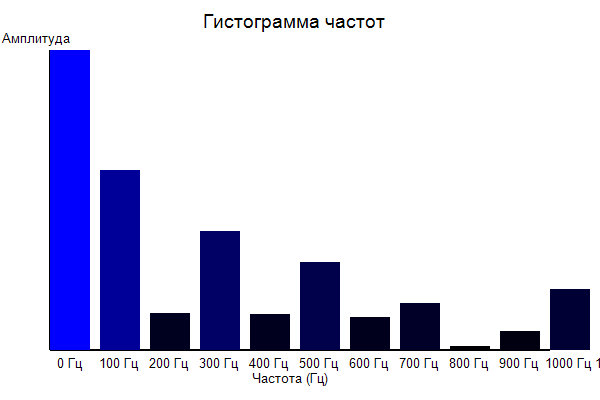 Гистограмма частот
Амплитуда
0 Гц 100 Гц 200 Гц 300 Гц 400 Гц 500 Гц 600 Гц 700 Гц 800 Гц 900 Гц 1000 Гц 1
Частота (Гц)